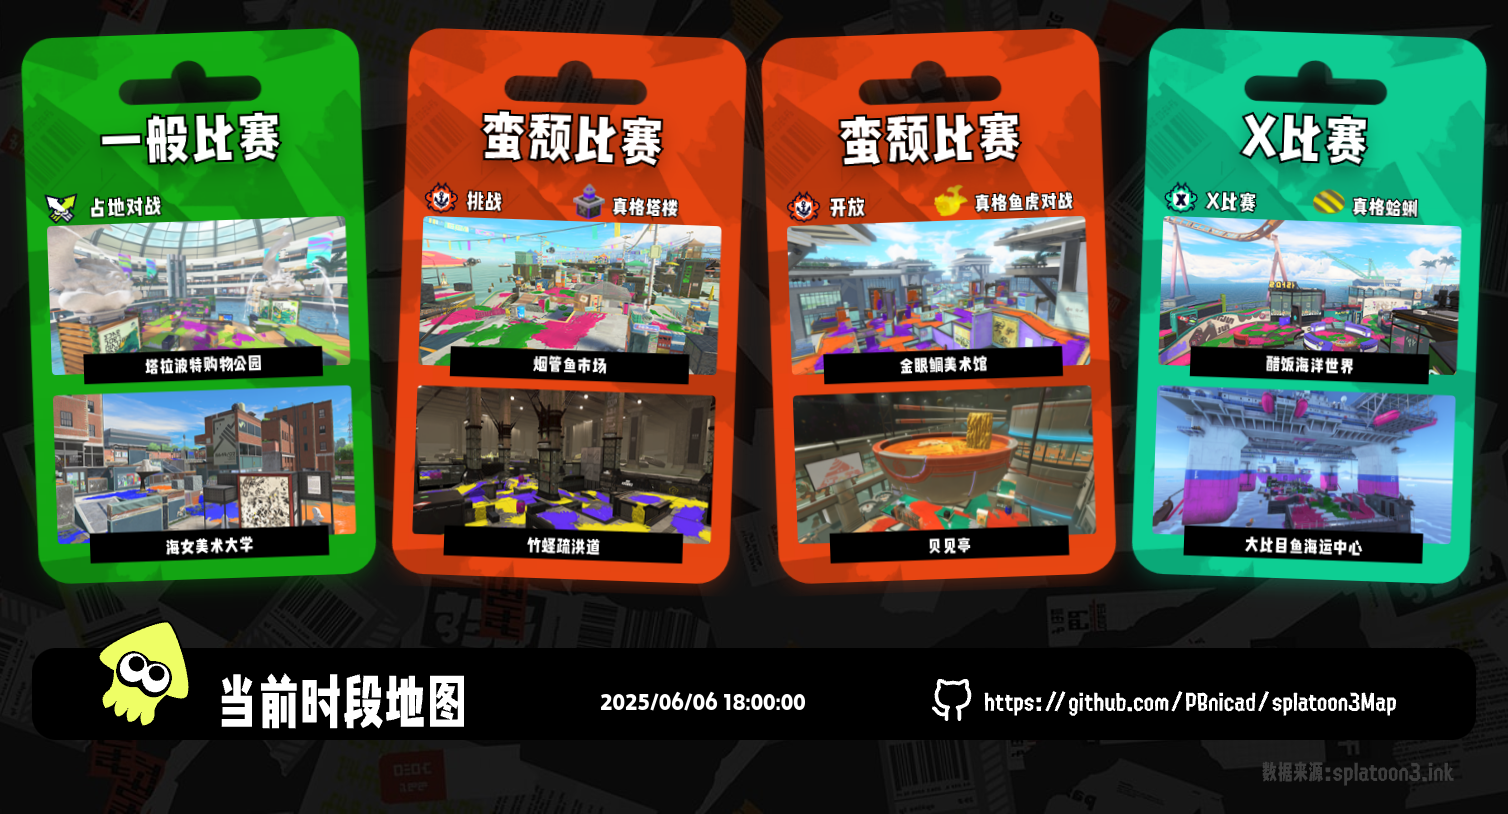 一般比赛
占地对战
塔拉波特购物公园
海女美术大学
蛮颓比赛
挑战
真格塔楼
烟管鱼市场
竹蛏疏洪道
蛮颓比赛
开放
真格鱼虎对战
金眼鲷美术馆
贝见亭
X比赛
X比赛
真格蛤蜊
醋饭海洋世界
大比目鱼海运中心
当前时段地图
2025/06/06 18:00:00
https://github.com/PBnicad/splatoon3Map
数据来源:splatoon3.ink